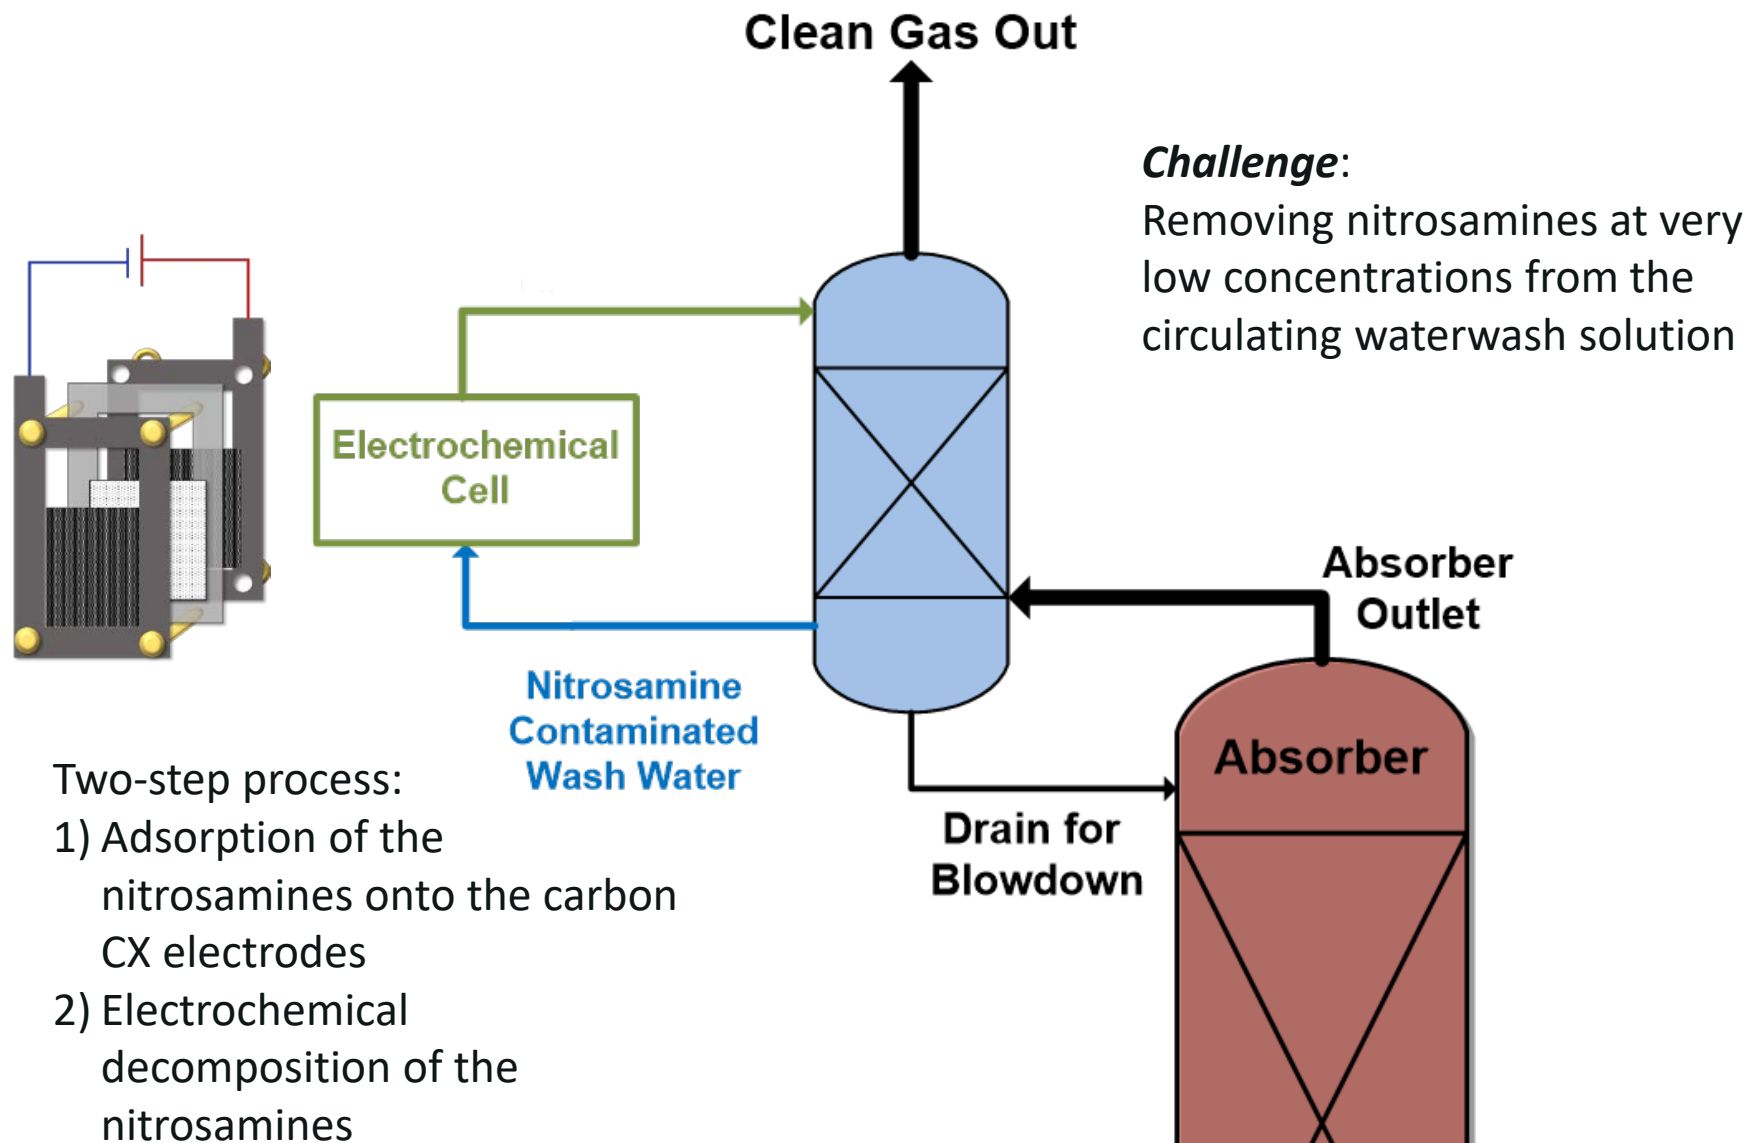 Clean Gas Out
Challenge:
Removing nitrosamines at very
low concentrations from the
circulating waterwash solution
Electrochemical
Cell
Absorber
Outlet
Nitrosamine
Contaminated
Wash Water
Absorber
Drain for
Blowdown
Two-step process:
1) Adsorption of the
nitrosamines onto the carbon
CX electrodes
2) Electrochemical
decomposition of the
nitrosamines